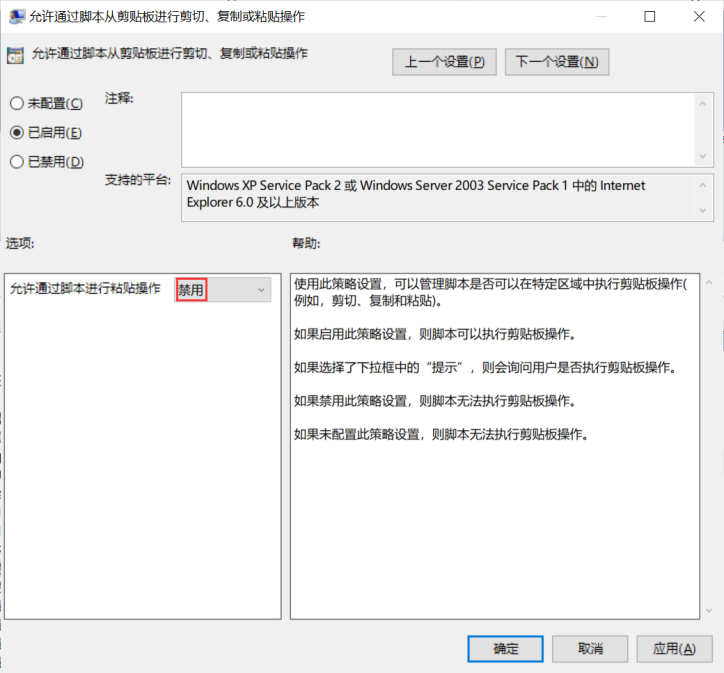 允许通过脚本从剪贴板进行剪切、复制或粘贴操作
允许通过脚本从剪贴板进行剪切、复制或粘贴操作
上一个设置(P)
下一个设置(N)
未配置(C)
注释:
已启用(E)
已禁用(D)
支持的平台:
Windows XP Service Pack 2 或 Windows Server 2003 Service Pack 1 中的 Internet
Explorer 6.0 及以上版本
选项:
帮助:
允许通过脚本进行粘贴操作
禁用
使用此策略设置，可以管理脚本是否可以在特定区域中执行剪贴板操作(
例如，剪切、复制和粘贴)。
如果启用此策略设置，则脚本可以执行剪贴板操作。
如果选择了下拉框中的“提示”，则会询问用户是否执行剪贴板操作。
如果禁用此策略设置，则脚本无法执行剪贴板操作。
如果未配置此策略设置，则脚本无法执行剪贴板操作。
确定
取消
应用(A)